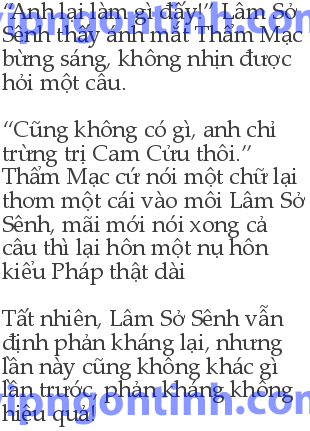 “Anh lại làm gì đấy!” Lâm Sở
Sênh thấy ánh mắt Thẩm Mạc
bừng sáng, không nhịn được
hỏi một câu.
“Cũng không có gì, anh chỉ
trừng trị Cam Cửu thôi.”
Thẩm Mạc cứ nói một chữ lại
thơm một cái vào môi Lâm Sở
Sênh, mãi mới nói xong cả
câu thì lại hôn một nụ hôn
kiểu Pháp thật dài
Tất nhiên, Lâm Sở Sênh vẫn
định phản kháng lại, nhưng
lần này cũng không khác gì
lần trước, phản kháng không
hiệu quả!
vipngontinh.com
vipngontinh.com